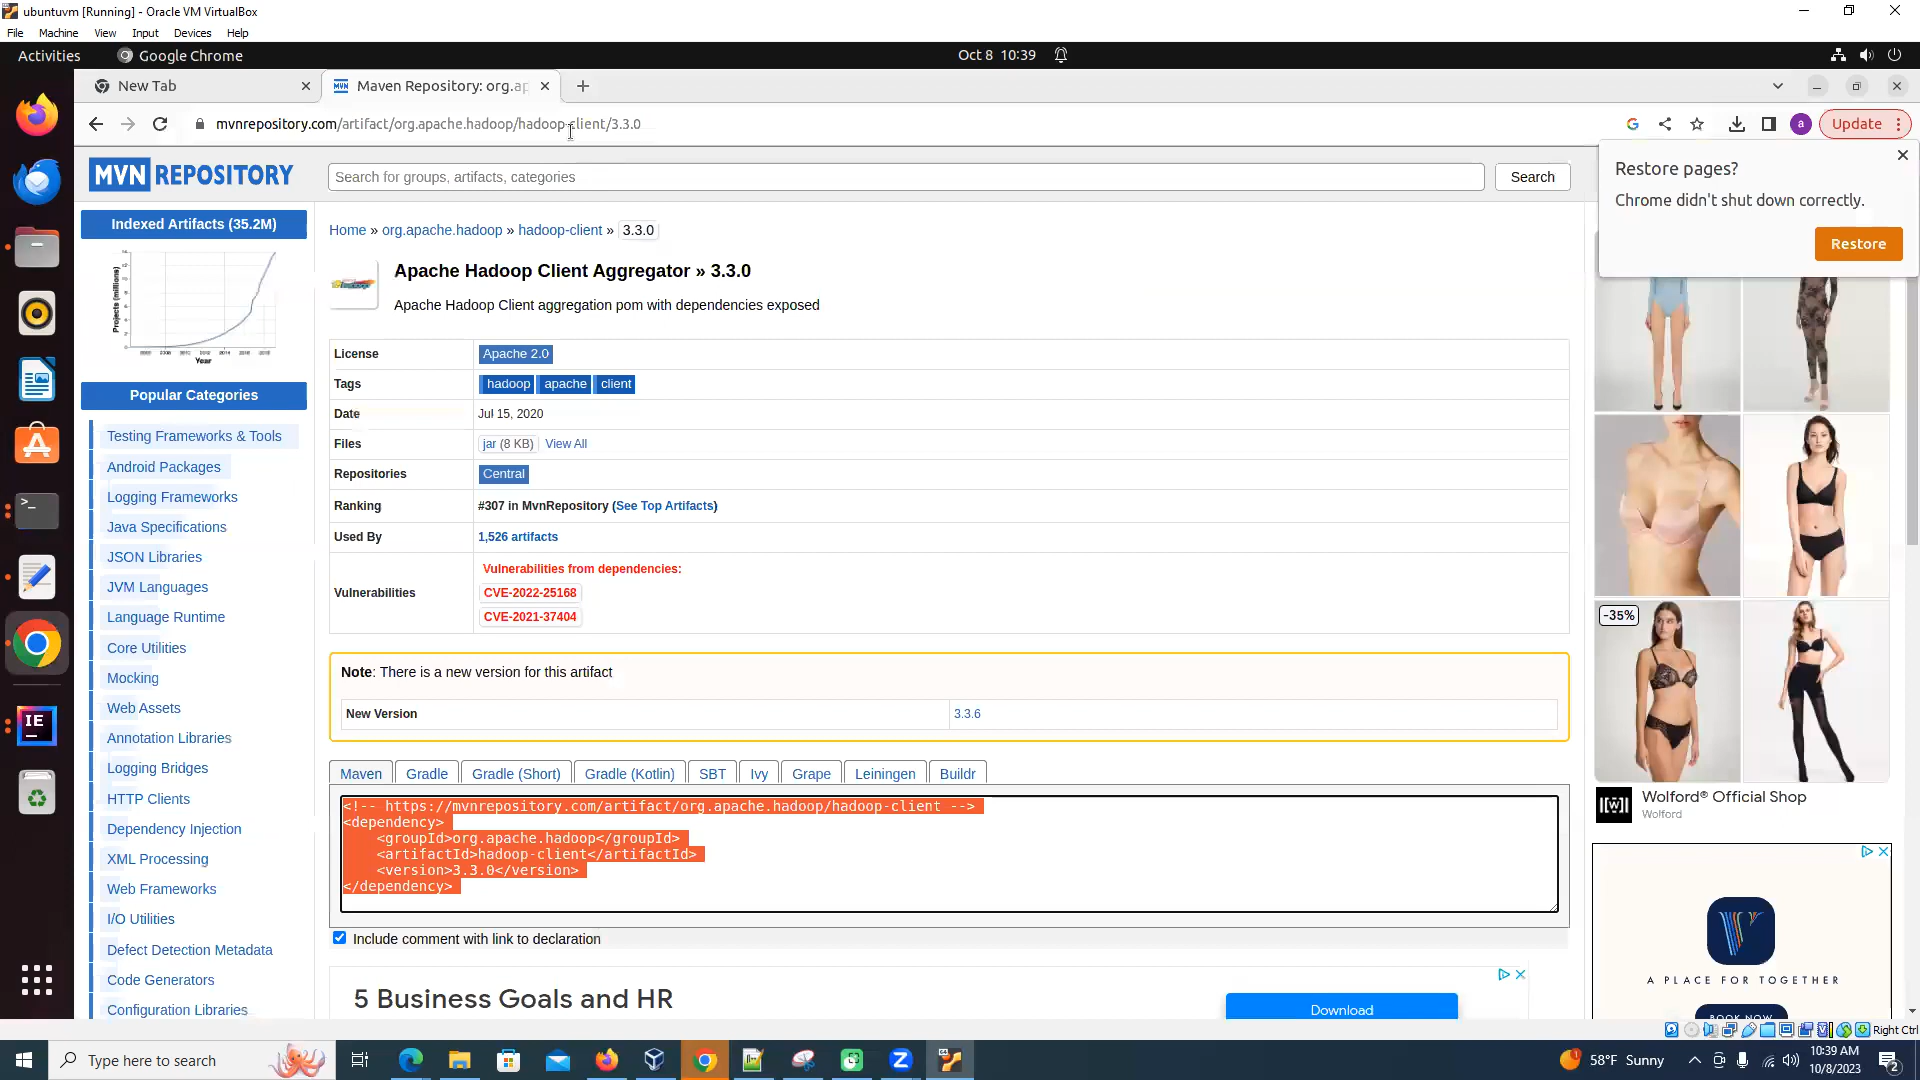 ubuntuvm [Running] - Oracle VM VirtualBox
File Machine View Input Devices Help
Activities Google Chrome Oct 8 10:39
New Tab Maven Repository: org.ap
mvnrepository.com/artifact/org.apache.hadoop/hadoop-client/3.3.0
a Update
MVN REPOSITORY
Search for groups, artifacts, categories
Search
Restore pages?
Chrome didn't shut down correctly.
Restore
Indexed Artifacts (35.2M)
Projects (millions)
Year
Popular Categories
Testing Frameworks & Tools
Android Packages
Logging Frameworks
Java Specifications
JSON Libraries
JVM Languages
Language Runtime
Core Utilities
Mocking
Web Assets
Annotation Libraries
Logging Bridges
HTTP Clients
Dependency Injection
XML Processing
Web Frameworks
I/O Utilities
Defect Detection Metadata
Code Generators
Configuration Libraries
Home » org.apache.hadoop » hadoop-client » 3.3.0
Apache Hadoop Client Aggregator » 3.3.0
Apache Hadoop Client aggregation pom with dependencies exposed
License Apache 2.0
Tags hadoop apache client
Date Jul 15, 2020
Files jar (8 KB) View All
Repositories Central
Ranking #307 in MvnRepository (See Top Artifacts)
Used By 1,526 artifacts
Vulnerabilities Vulnerabilities from dependencies:
CVE-2022-25168
CVE-2021-37404
Note: There is a new version for this artifact
New Version 3.3.6
Maven Gradle Gradle (Short) Gradle (Kotlin) SBT Ivy Grape Leiningen Buildr
<!-- https://mvnrepository.com/artifact/org.apache.hadoop/hadoop-client -->
<dependency>
<groupId>org.apache.hadoop</groupId>
<artifactId>hadoop-client</artifactId>
<version>3.3.0</version>
</dependency>
Include comment with link to declaration
5 Business Goals and HR
Download
-35%
[W]
Wolford® Official Shop
Wolford
A PLACE FOR TOGETHER
BOOK NOW
IE
Right Ctrl
Type here to search
58°F Sunny
10:39 AM
10/8/2023
2